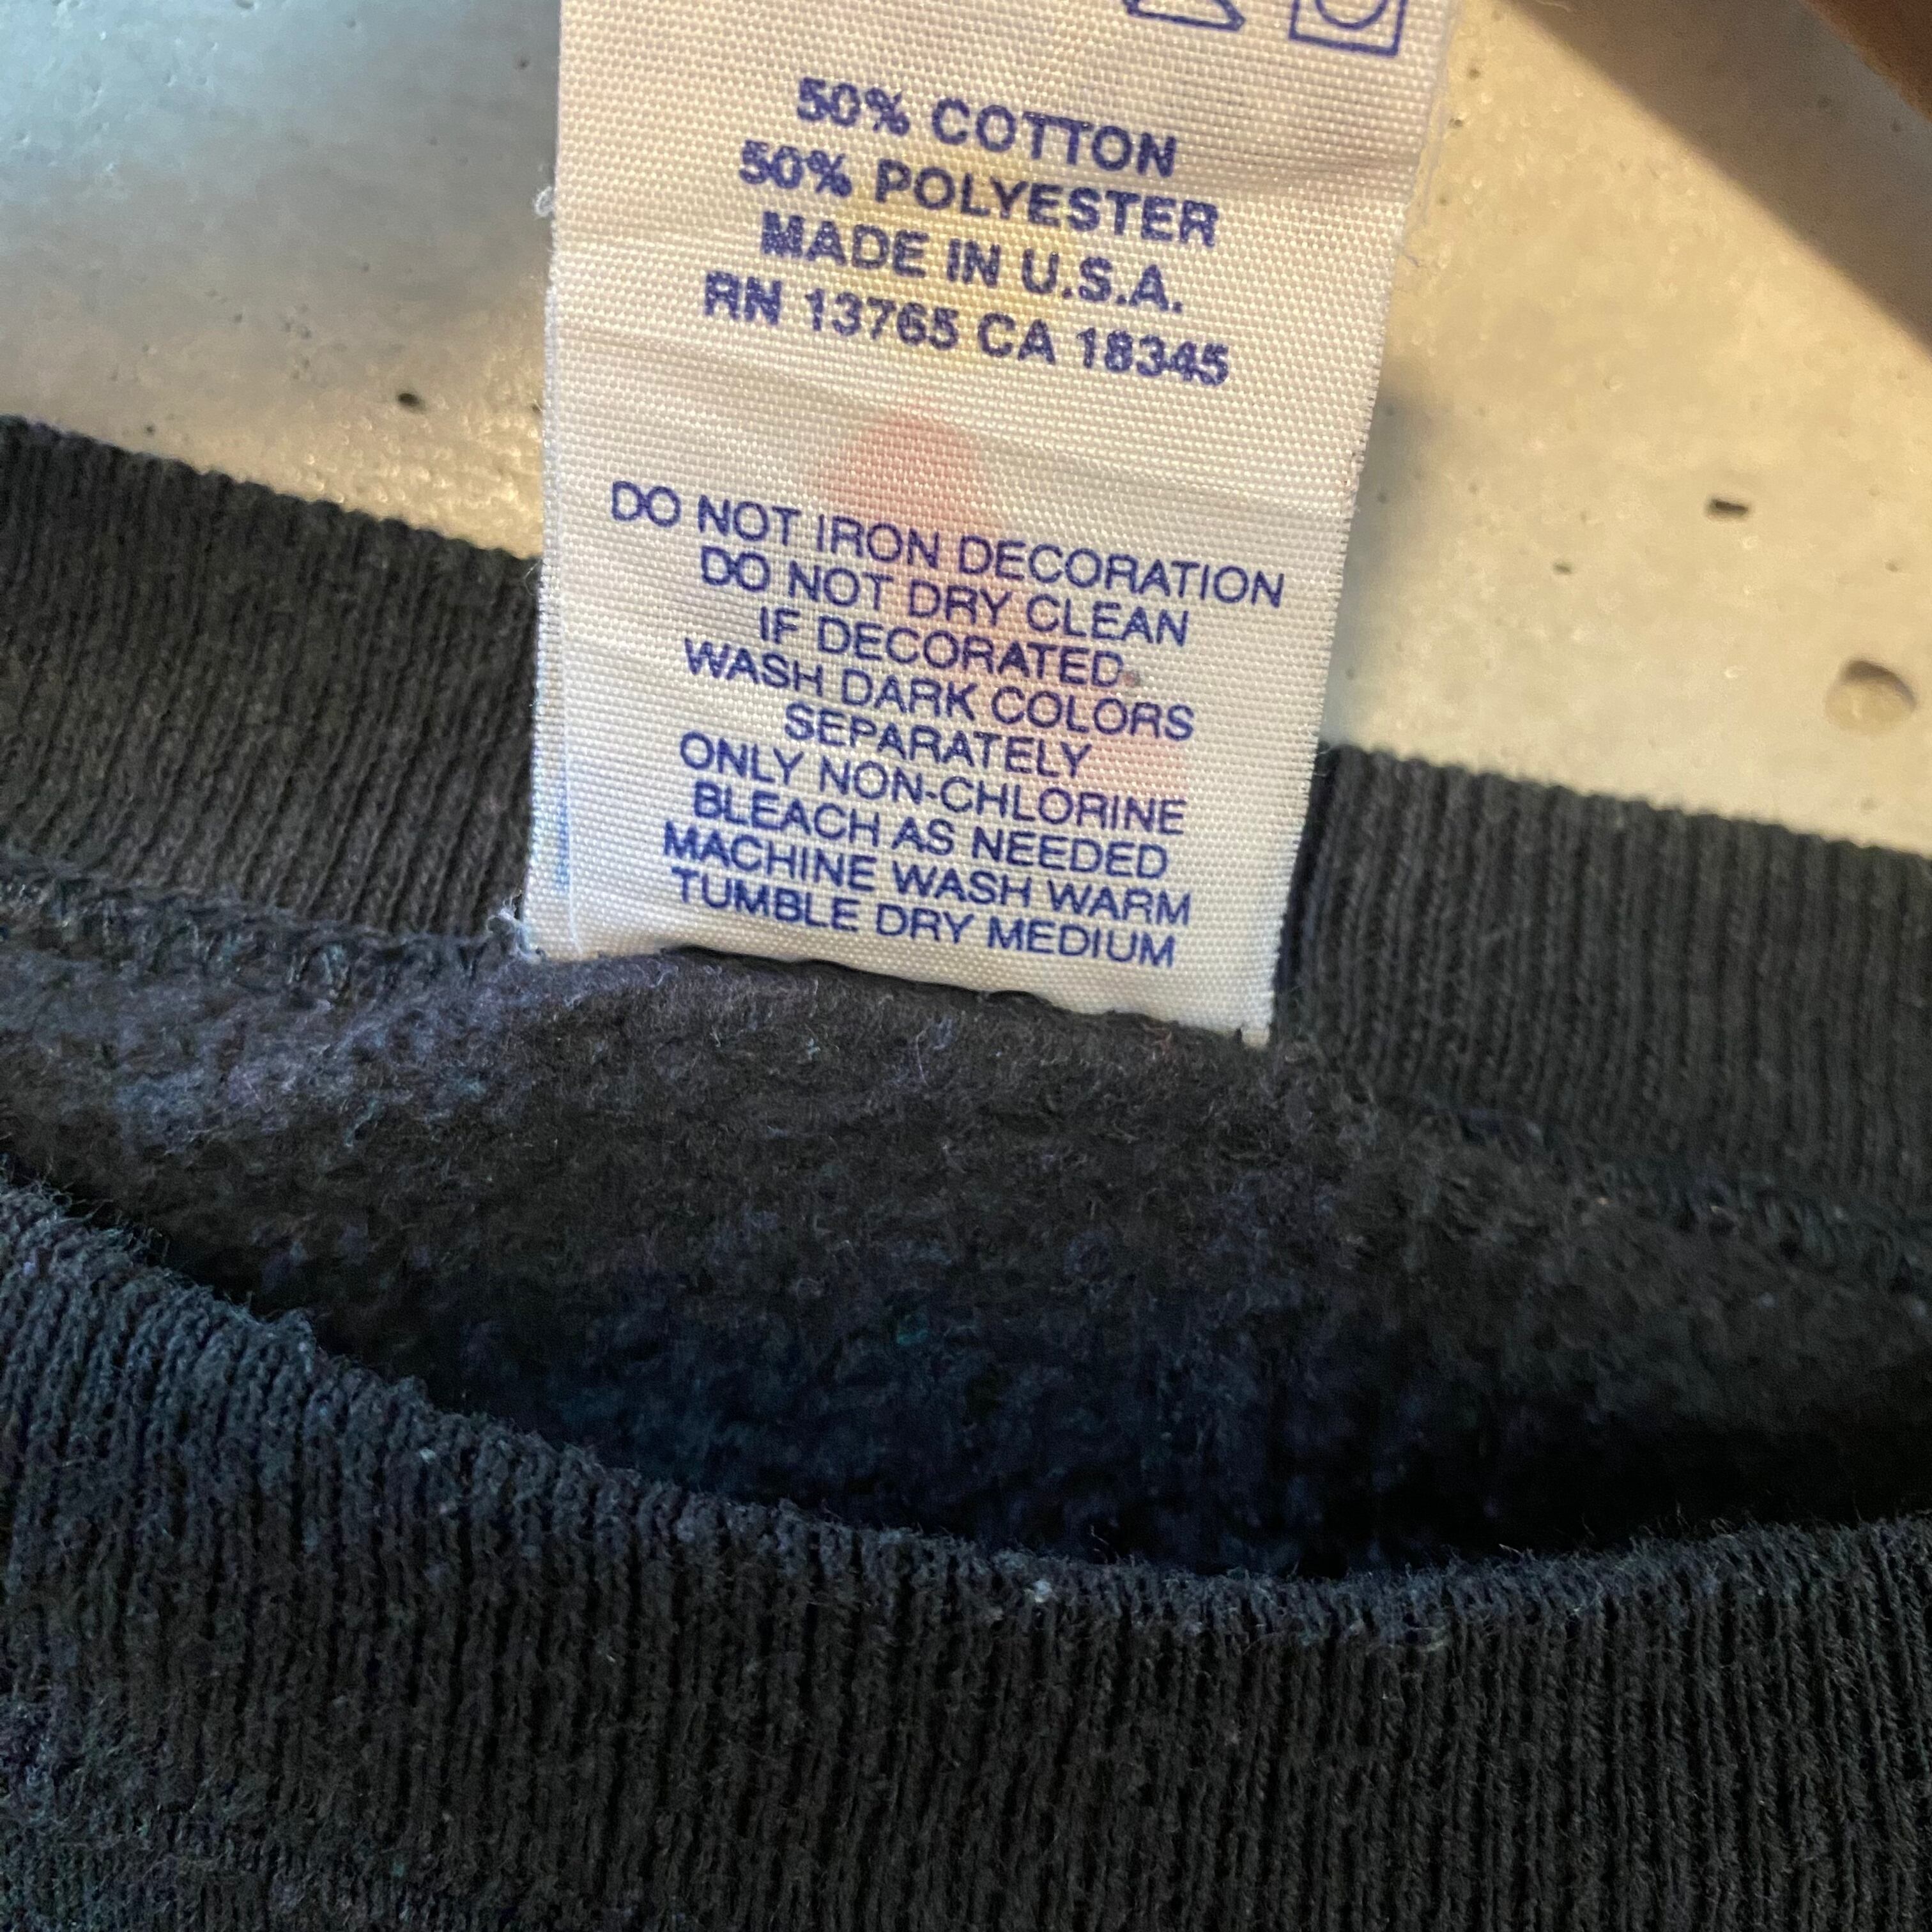 50% COTTON
50% POLYESTER
MADE IN U.S.A.
RN 13765 CA 18345
DO NOT IRON DECORATION
DO NOT DRY CLEAN
IF DECORATED.
WASH DARK COLORS
SEPARATELY
ONLY NON-CHLORINE
BLEACH AS NEEDED
MACHINE WASH WARM
TUMBLE DRY MEDIUM